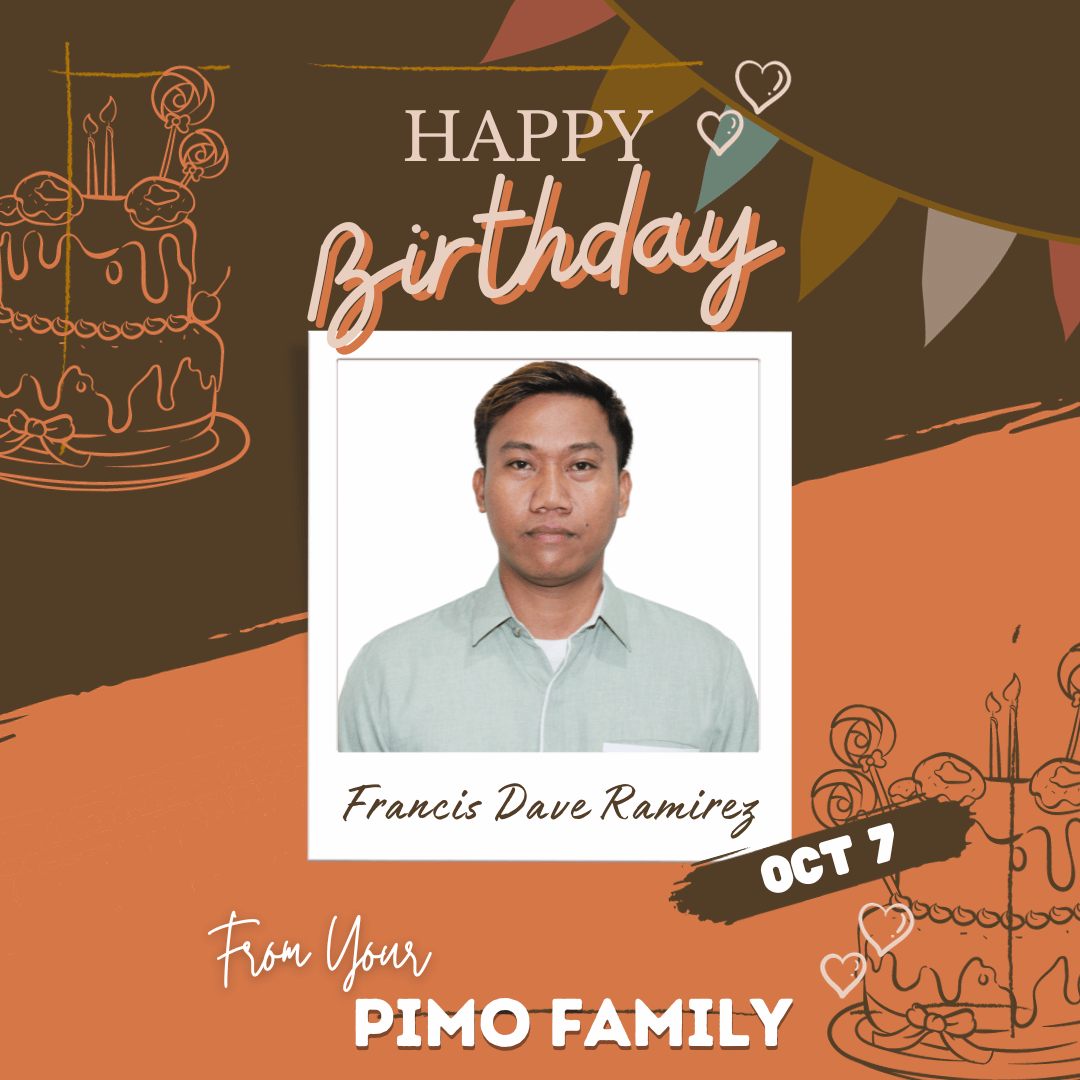 HAPPY
Birthday
Francis Dave Ramirez
OCT 7
From Your
PIMO FAMILY